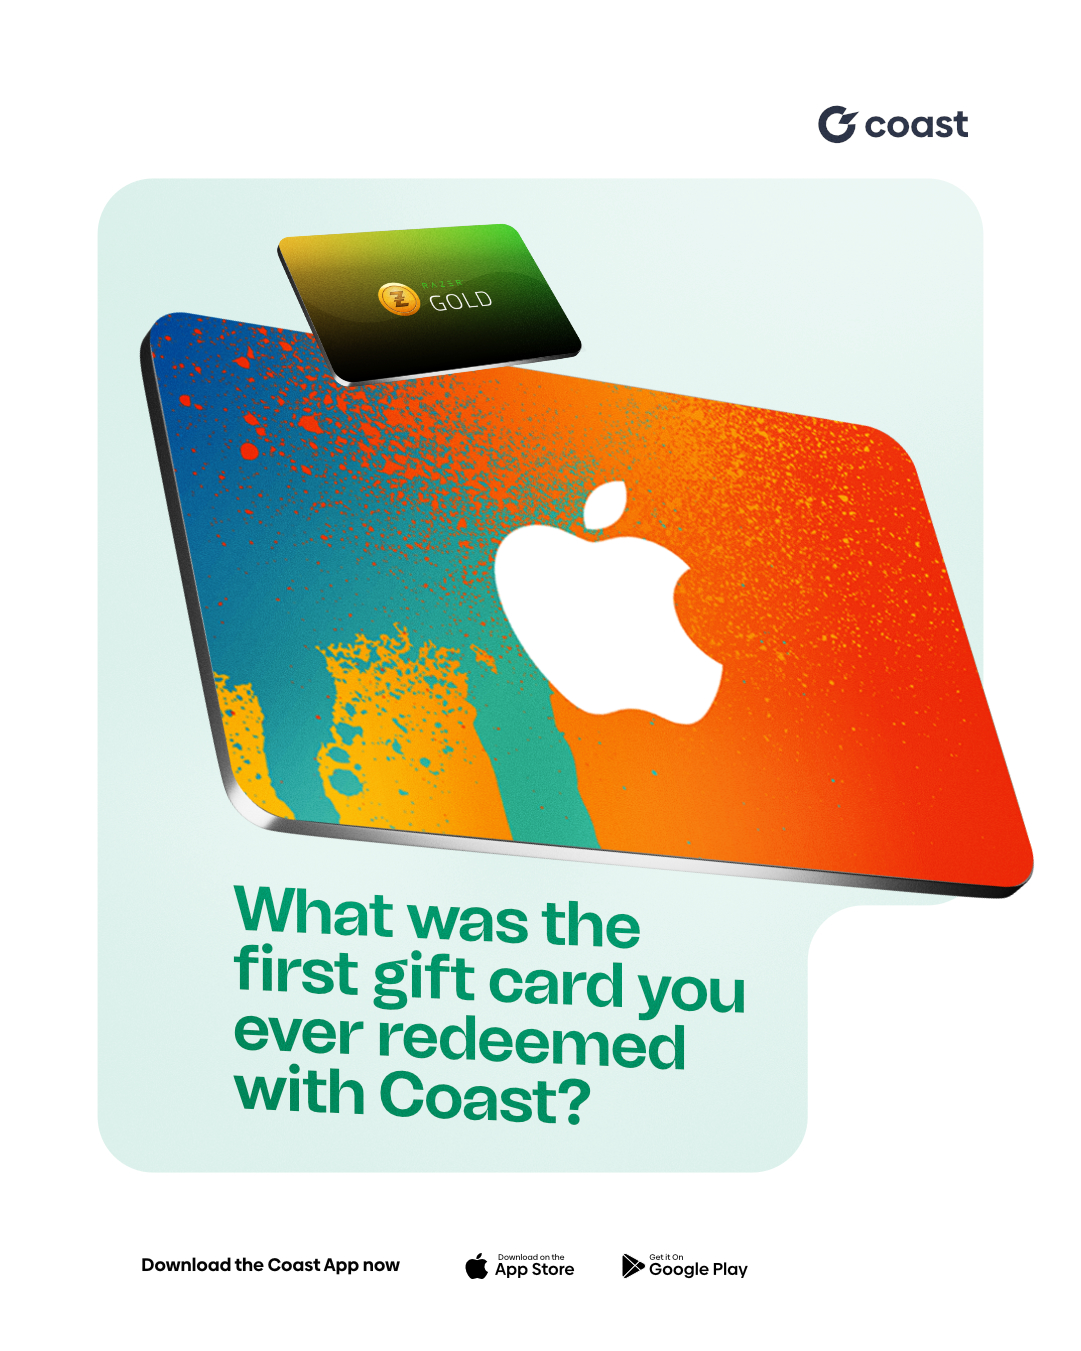 coast
RAZER
GOLD
What was the
first gift card you
ever redeemed
with Coast?
Download the Coast App now
Download on the
App Store
Get it On
Google Play